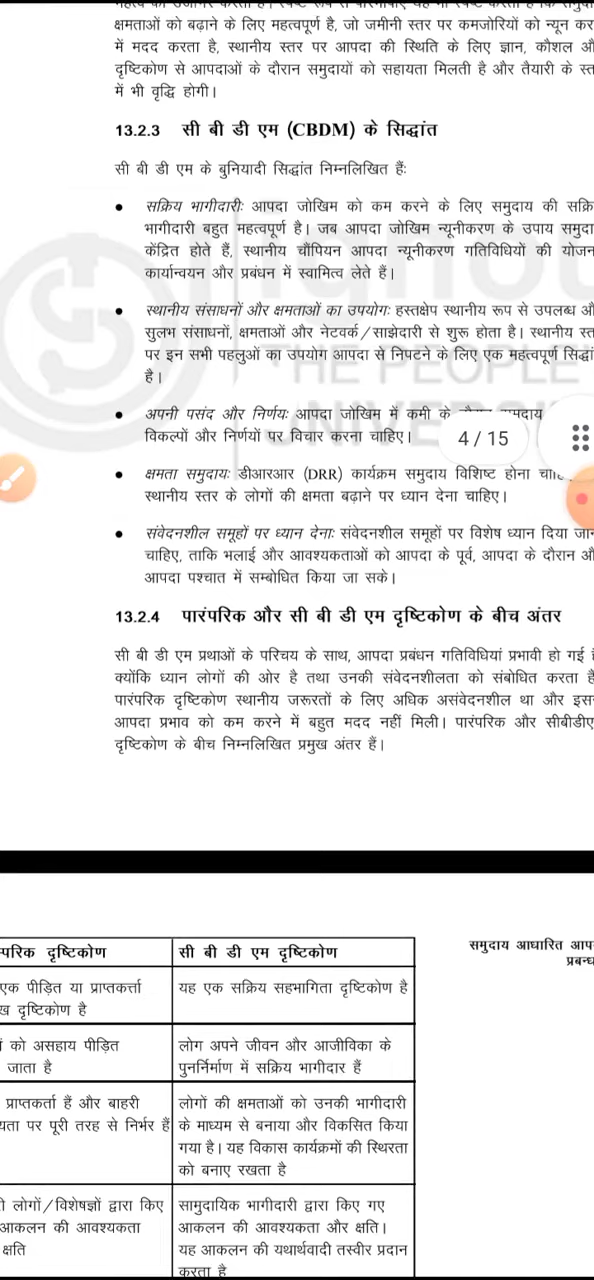 क्षमताओं को बढ़ाने के लिए महत्वपूर्ण है, जो जमीनी स्तर पर कमजोरियों को न्यून कर
में मदद करता है, स्थानीय स्तर पर आपदा की स्थिति के लिए ज्ञान, कौशल औ
दृष्टिकोण से आपदाओं के दौरान समुदायों को सहायता मिलती है और तैयारी के स्त
में भी वृद्धि होगी।
13.2.3 सी बी डी एम (CBDM) के सिद्धांत
सी बी डी एम के बुनियादी सिद्धांत निम्नलिखित हैंः
• सक्रिय भागीदारीः आपदा जोखिम को कम करने के लिए समुदाय की सक्रि
भागीदारी बहुत महत्वपूर्ण है। जब आपदा जोखिम न्यूनीकरण के उपाय समुदा
केंद्रित होते हैं, स्थानीय चौंपियन आपदा न्यूनीकरण गतिविधियों की योजन
कार्यान्वयन और प्रबंधन में स्वामित्व लेते हैं।
• स्थानीय संसाधनों और क्षमताओं का उपयोगः हस्तक्षेप स्थानीय रूप से उपलब्ध औ
सुलभ संसाधनों, क्षमताओं और नेटवर्क/साझेदारी से शुरू होता है। स्थानीय स्त
पर इन सभी पहलुओं का उपयोग आपदा से निपटने के लिए एक महत्वपूर्ण सिद्धां
है।
THE PEOPLE'
• अपनी पसंद और निर्णयः आपदा जोखिम में कमी के मुदाय
विकल्पों और निर्णयों पर विचार करना चाहिए।
4 / 15
• क्षमता समुदायः डीआरआर (DRR) कार्यक्रम समुदाय विशिष्ट होना चाहि
स्थानीय स्तर के लोगों की क्षमता बढ़ाने पर ध्यान देना चाहिए।
• संवेदनशील समूहों पर ध्यान देनाः संवेदनशील समूहों पर विशेष ध्यान दिया जान
चाहिए, ताकि भलाई और आवश्यकताओं को आपदा के पूर्व, आपदा के दौरान औ
आपदा पश्चात में सम्बोधित किया जा सके।
13.2.4 पारंपरिक और सी बी डी एम दृष्टिकोण के बीच अंतर
सी बी डी एम प्रथाओं के परिचय के साथ, आपदा प्रबंधन गतिविधियां प्रभावी हो गई है
क्योंकि ध्यान लोगों की ओर है तथा उनकी संवेदनशीलता को संबोधित करता है
पारंपरिक दृष्टिकोण स्थानीय जरूरतों के लिए अधिक असंवेदनशील था और इस
आपदा प्रभाव को कम करने में बहुत मदद नहीं मिली। पारंपरिक और सीबीडीए
दृष्टिकोण के बीच निम्नलिखित प्रमुख अंतर हैं।
समुदाय आधारित आप
प्रबन्ध
परिक दृष्टिकोण
सी बी डी एम दृष्टिकोण
एक पीड़ित या प्राप्तकर्त्ता
ख दृष्टिकोण है
यह एक सक्रिय सहभागिता दृष्टिकोण है
को असहाय पीड़ित
जाता है
लोग अपने जीवन और आजीविका के
पुनर्निर्माण में सक्रिय भागीदार हैं
प्राप्तकर्ता हैं और बाहरी
यता पर पूरी तरह से निर्भर हैं
लोगों की क्षमताओं को उनकी भागीदारी
के माध्यम से बनाया और विकसित किया
गया है। यह विकास कार्यक्रमों की स्थिरता
को बनाए रखता है
लोगों/विशेषज्ञों द्वारा किए
आकलन की आवश्यकता
क्षति
सामुदायिक भागीदारी द्वारा किए गए
आकलन की आवश्यकता और क्षति।
यह आकलन की यथार्थवादी तस्वीर प्रदान
करता है